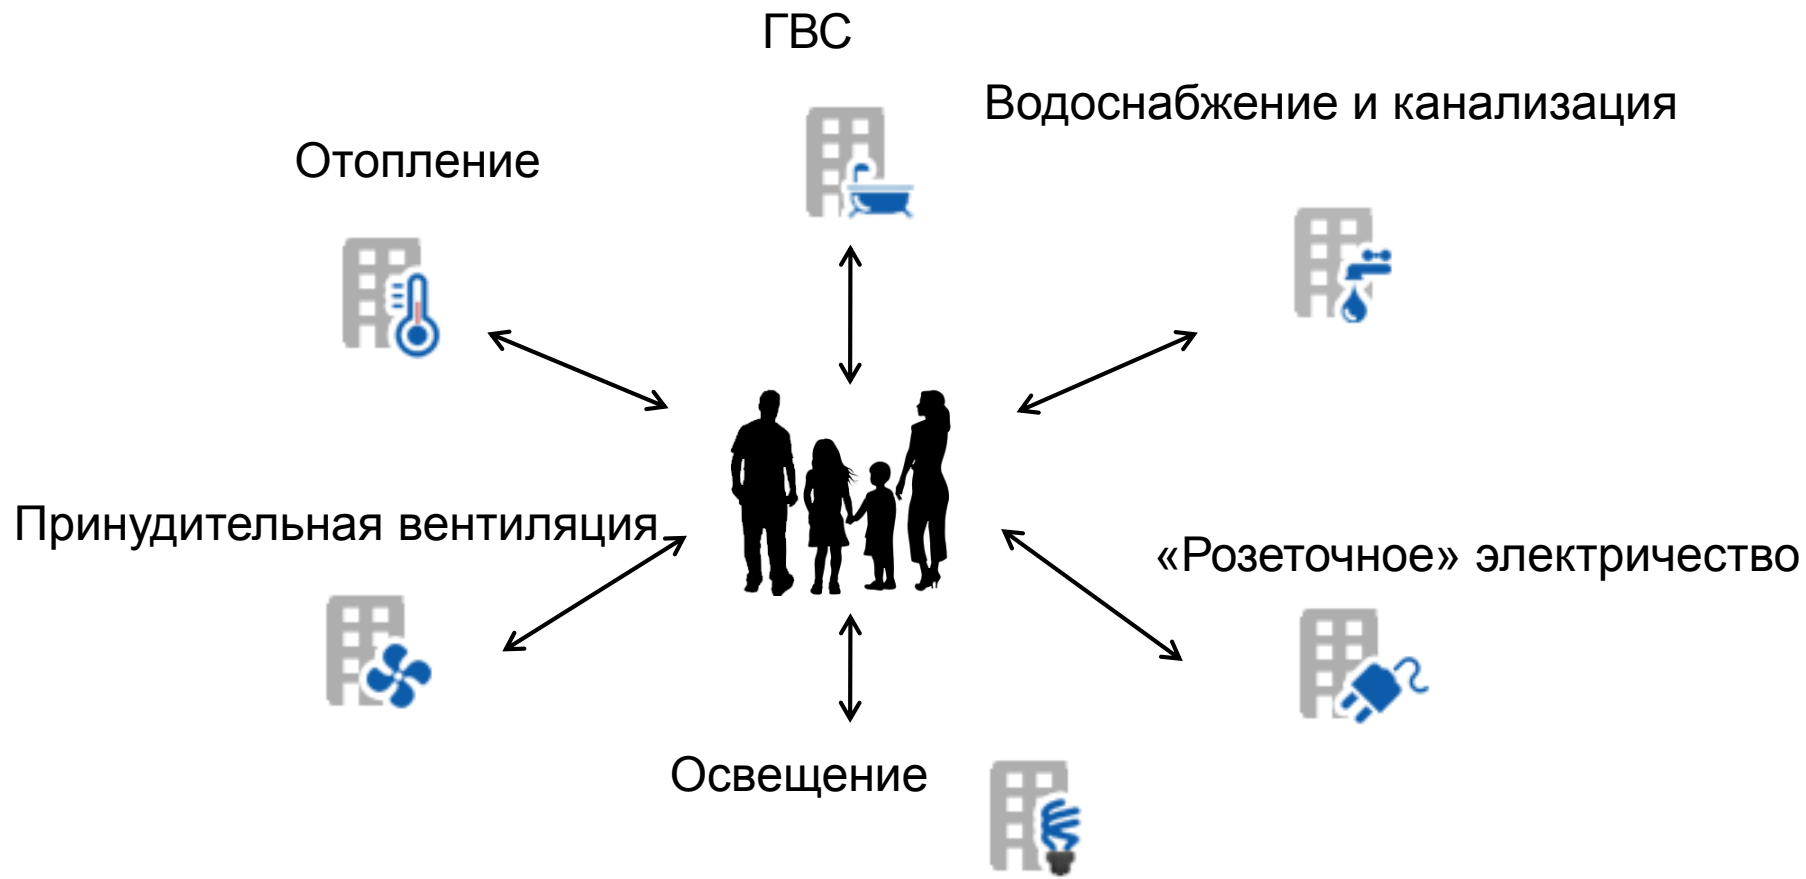 ГВС
Водоснабжение и канализация
Отопление
Принудительная вентиляция
«Розеточное» электричество
Освещение